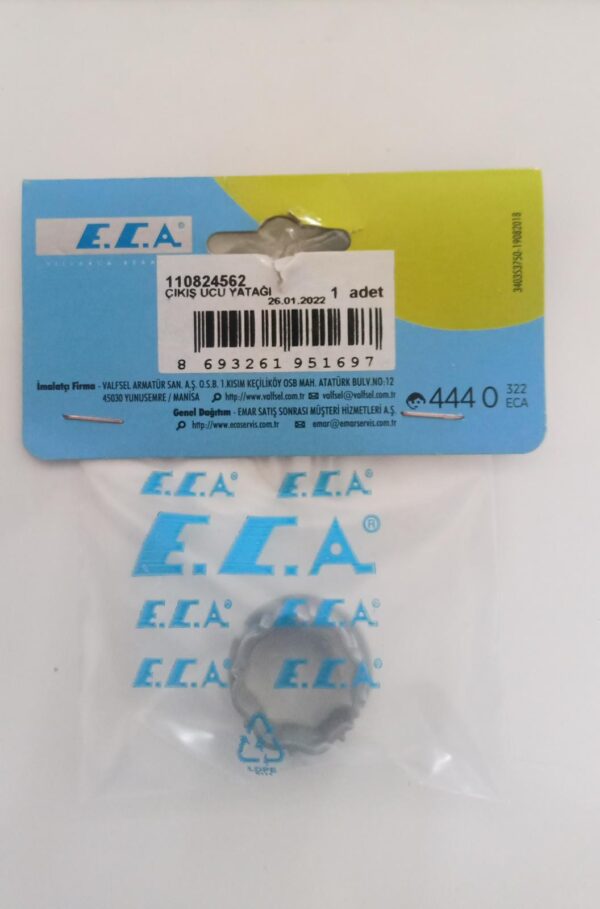 E.C.A®
340353750-19082018
110824562
ÇIKIŞ UCU YATAĞI
26.01.2022 1 adet
8 693261 951697
İmalatçı Firma - VALFSEL ARMATÜR SAN. A.Ş. O.S.B. 1.KISIM KEÇİLİKÖY OSB MAH. ATATÜRK BULV.NO:12
45030 YUNUSEMRE / MANİSA http://www.valfsel.com.tr valfsel@valfsel.com.tr
Genel Dağıtım - EMAR SATIŞ SONRASI MÜŞTERİ HİZMETLERİ A.Ş.
http://www.ecaservis.com.tr emar@emarservis.com.tr
444 0 322
ECA
E.C.A® E.C.A®
E.C.A®
E.C.A® E.C.A®
E.C.A® E.C.A®
LDPE